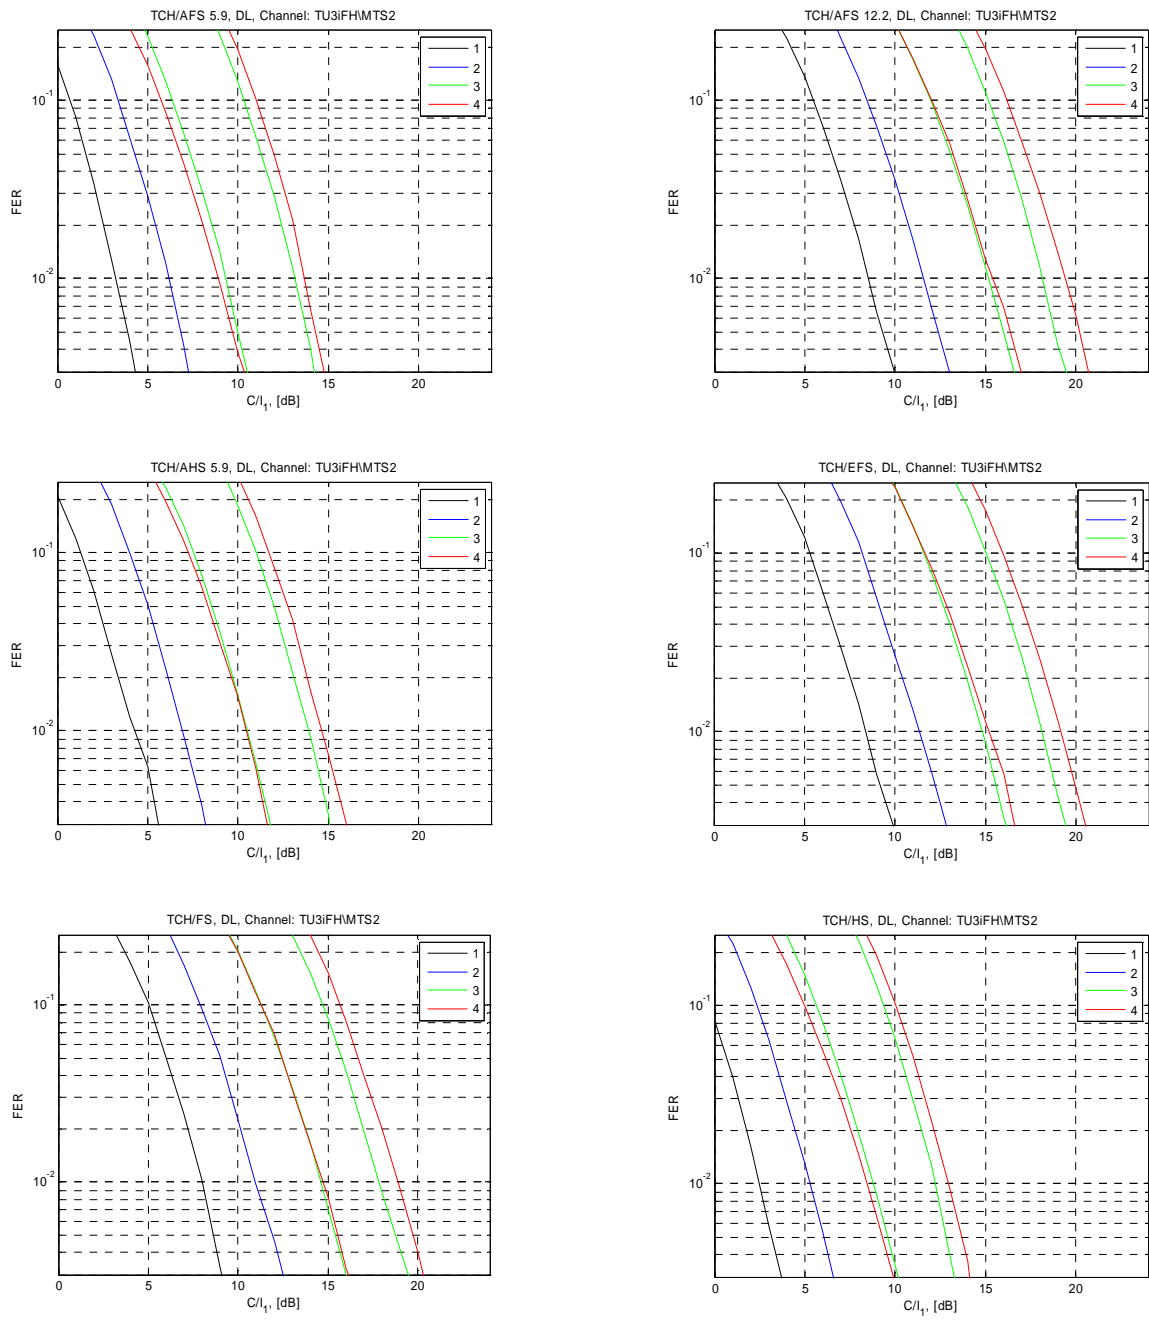 TCH/AFS 5.9, DL, Channel: TU3iFH\MTS2
1
2
3
4
10^-1
10^-2
FER
0 5 10 15 20
C/I_1, [dB]
TCH/AFS 12.2, DL, Channel: TU3iFH\MTS2
1
2
3
4
10^-1
10^-2
FER
0 5 10 15 20
C/I_1, [dB]
TCH/AHS 5.9, DL, Channel: TU3iFH\MTS2
1
2
3
4
10^-1
10^-2
FER
0 5 10 15 20
C/I_1, [dB]
TCH/EFS, DL, Channel: TU3iFH\MTS2
1
2
3
4
10^-1
10^-2
FER
0 5 10 15 20
C/I_1, [dB]
TCH/FS, DL, Channel: TU3iFH\MTS2
1
2
3
4
10^-1
10^-2
FER
0 5 10 15 20
C/I_1, [dB]
TCH/HS, DL, Channel: TU3iFH\MTS2
1
2
3
4
10^-1
10^-2
FER
0 5 10 15 20
C/I_1, [dB]